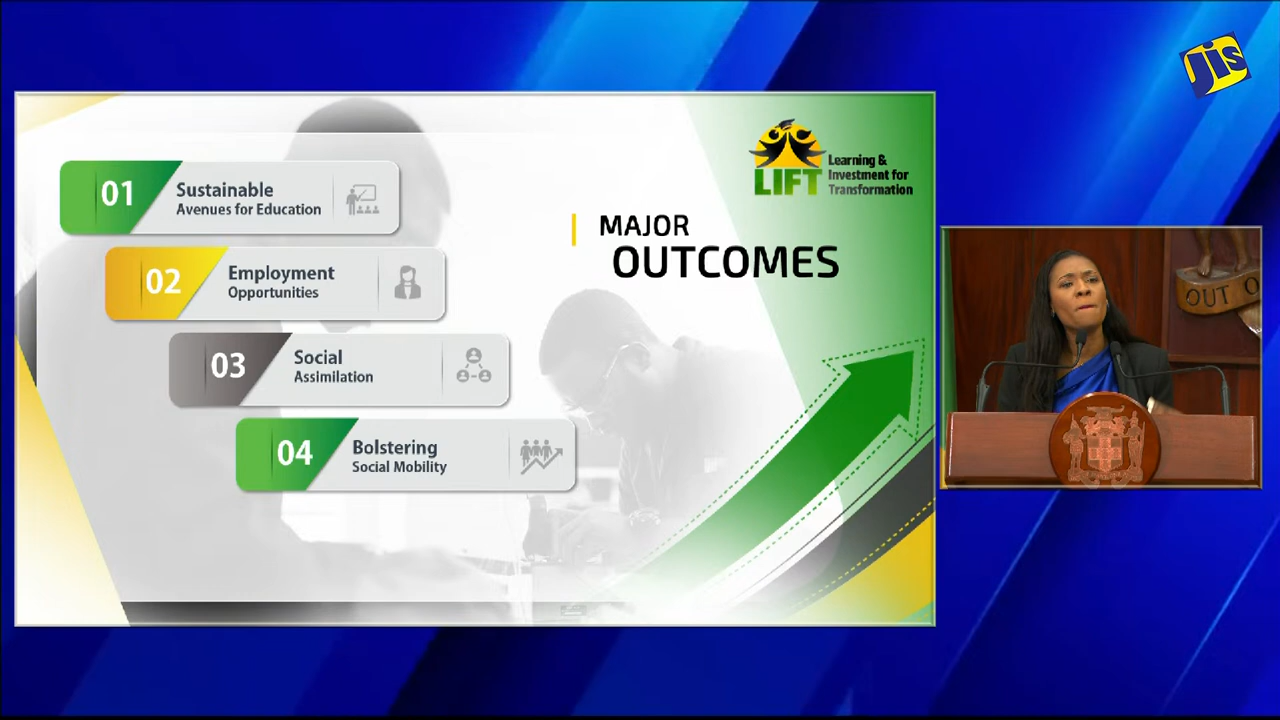 jis
01
Sustainable
Avenues for Education
02
Employment
Opportunities
03
Social
Assimilation
04
Bolstering
Social Mobility
LIFT
Learning &
Investment for
Transformation
MAJOR
OUTCOMES
OUT O